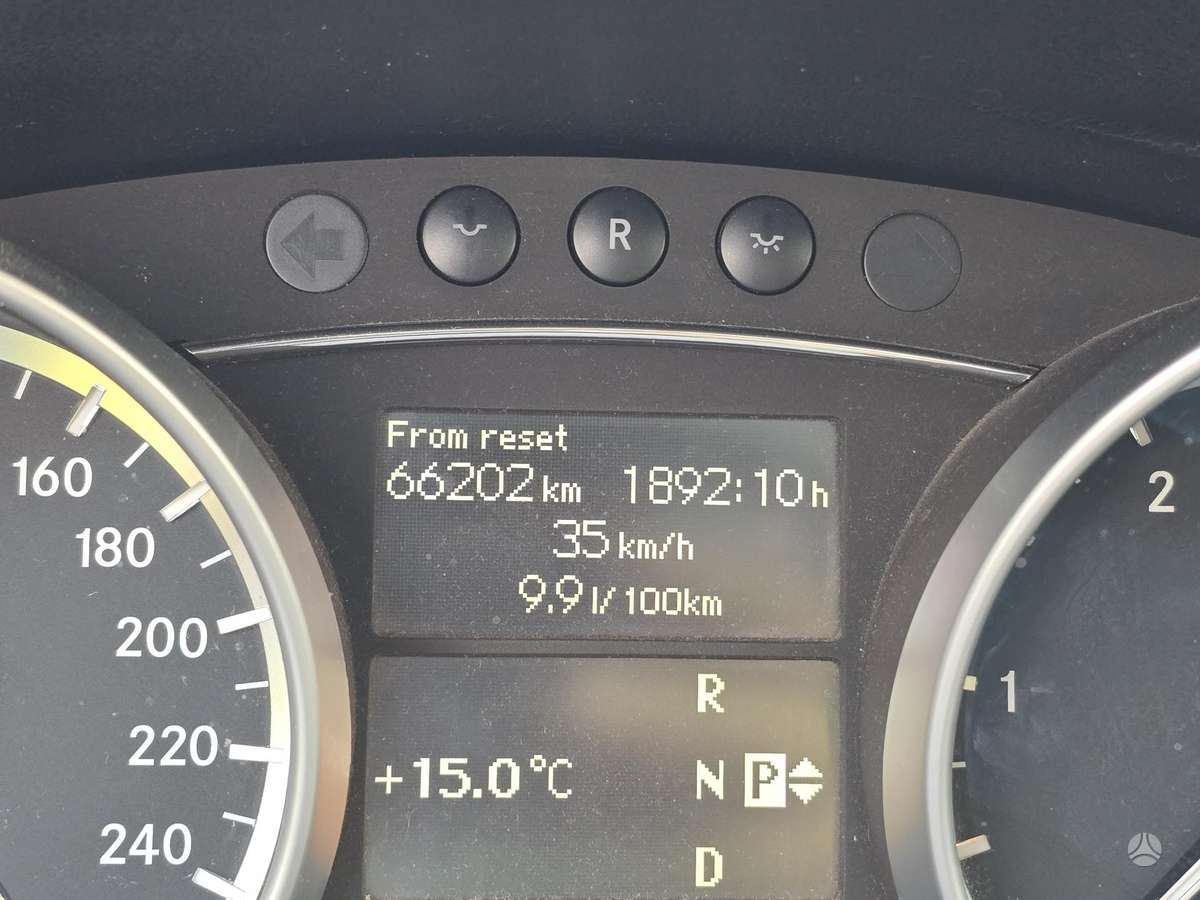 R
From reset
66202 km 1892:10 h
35 km/h
9.9 l/100km
R
+15.0°C N P
D
160
180
200
220
240
2
1